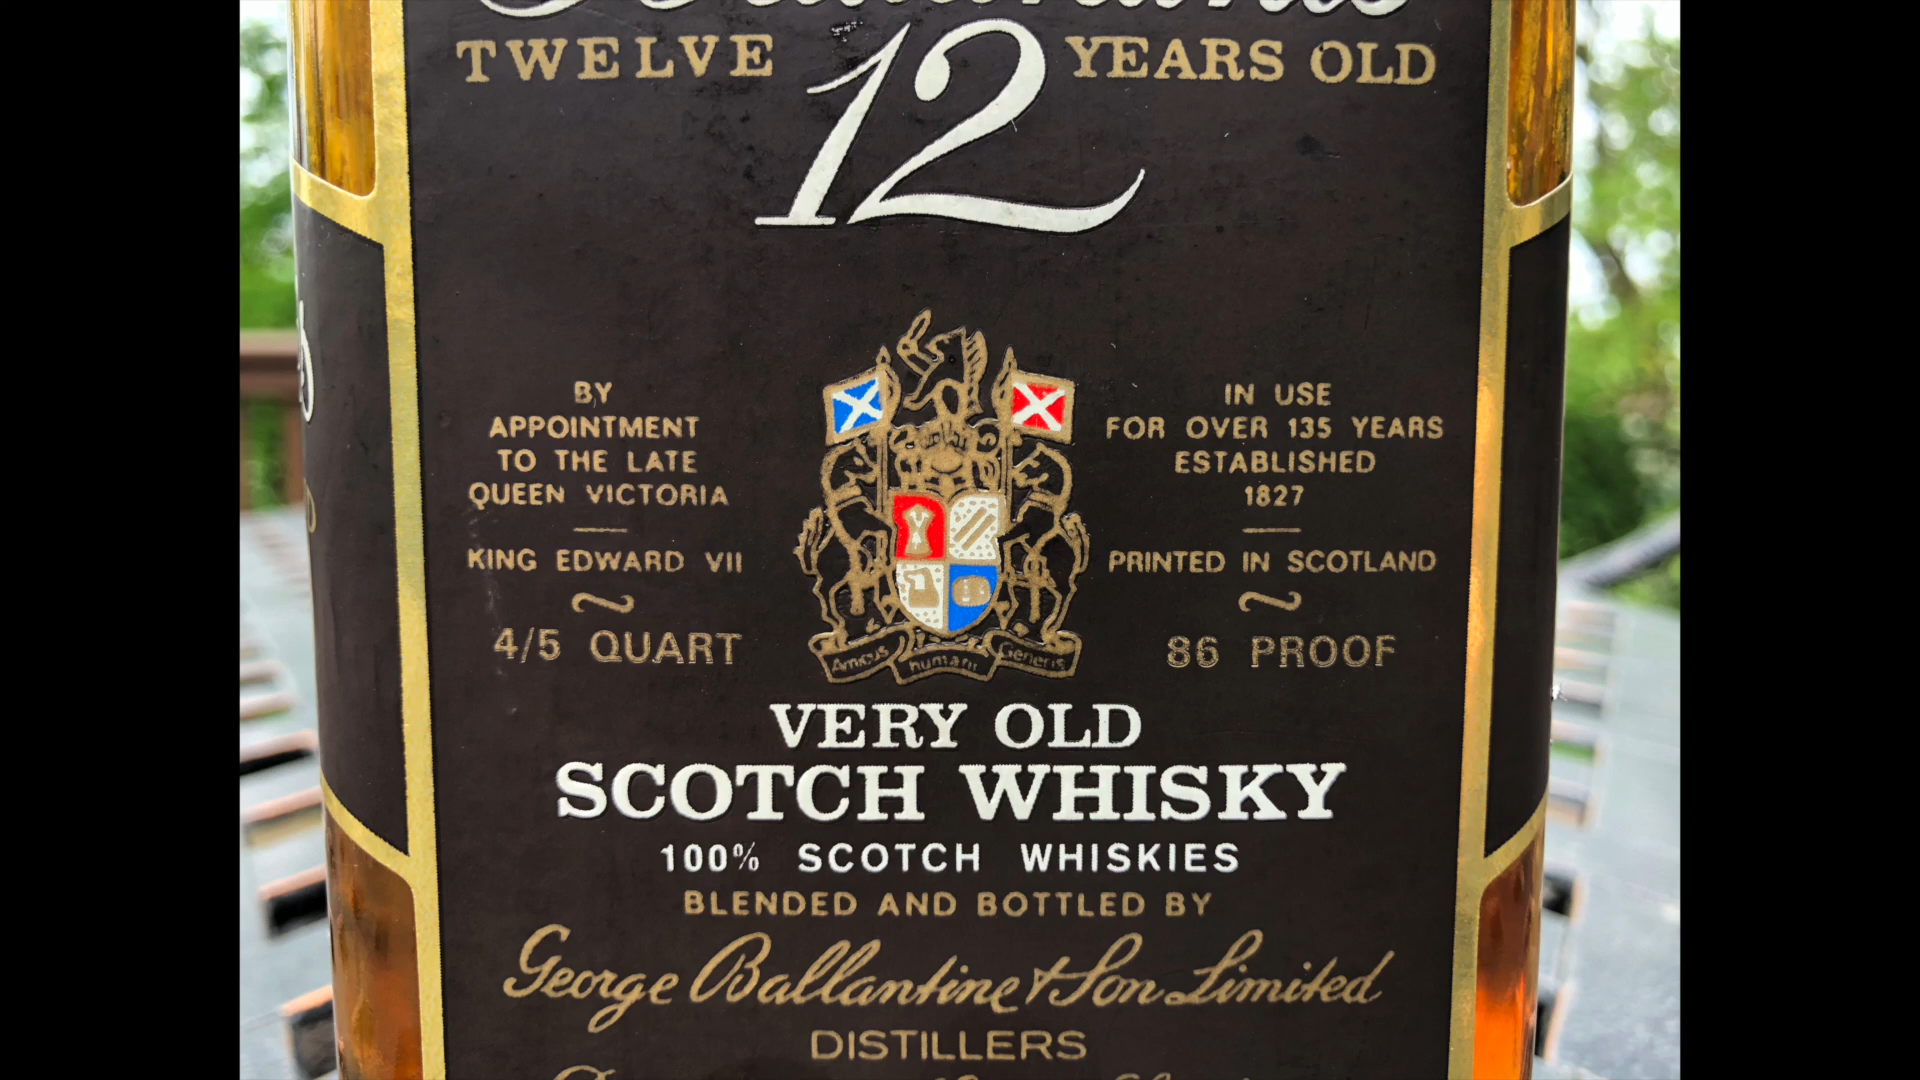 TWELVE 12 YEARS OLD
BY
APPOINTMENT
TO THE LATE
QUEEN VICTORIA
KING EDWARD VII
4/5 QUART
IN USE
FOR OVER 135 YEARS
ESTABLISHED
1827
PRINTED IN SCOTLAND
86 PROOF
Amicus humani Generis
VERY OLD
SCOTCH WHISKY
100% SCOTCH WHISKIES
BLENDED AND BOTTLED BY
George Ballantine & Son Limited
DISTILLERS